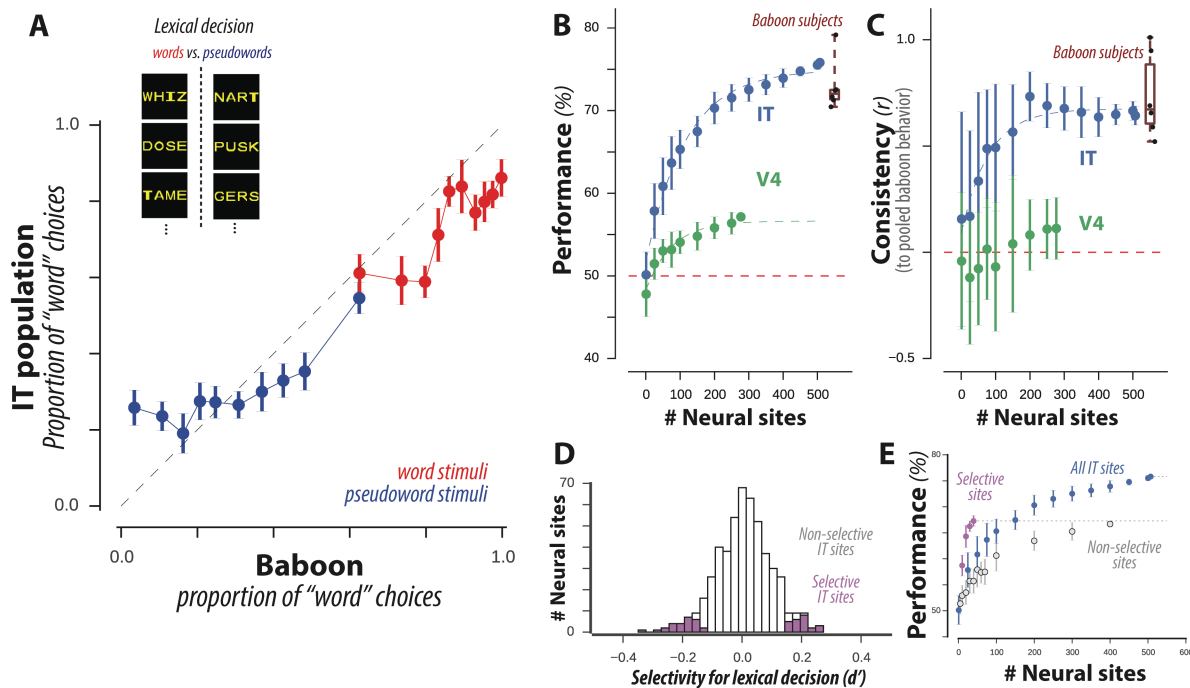 A
Lexical decision
words vs. pseudowords
WHIZ
NART
DOSE
PUSK
TAME
GERS
1.0
0.0
IT population
Proportion of “word” choices
word stimuli
pseudoword stimuli
0.0
1.0
Baboon
proportion of “word” choices
B
Baboon subjects
80
70
60
50
40
Performance (%)
IT
V4
0 100 200 300 400 500
# Neural sites
C
Baboon subjects
1.0
−0.5
Consistency (r)
(to pooled baboon behavior)
IT
V4
0 100 200 300 400 500
# Neural sites
D
70
0
# Neural sites
Non-selective
IT sites
Selective
IT sites
−0.4 −0.2 0.0 0.2 0.4
Selectivity for lexical decision (d’)
E
80
50
Performance (%)
Selective
sites
All IT sites
Non-selective
sites
0 100 200 300 400 500 600
# Neural sites